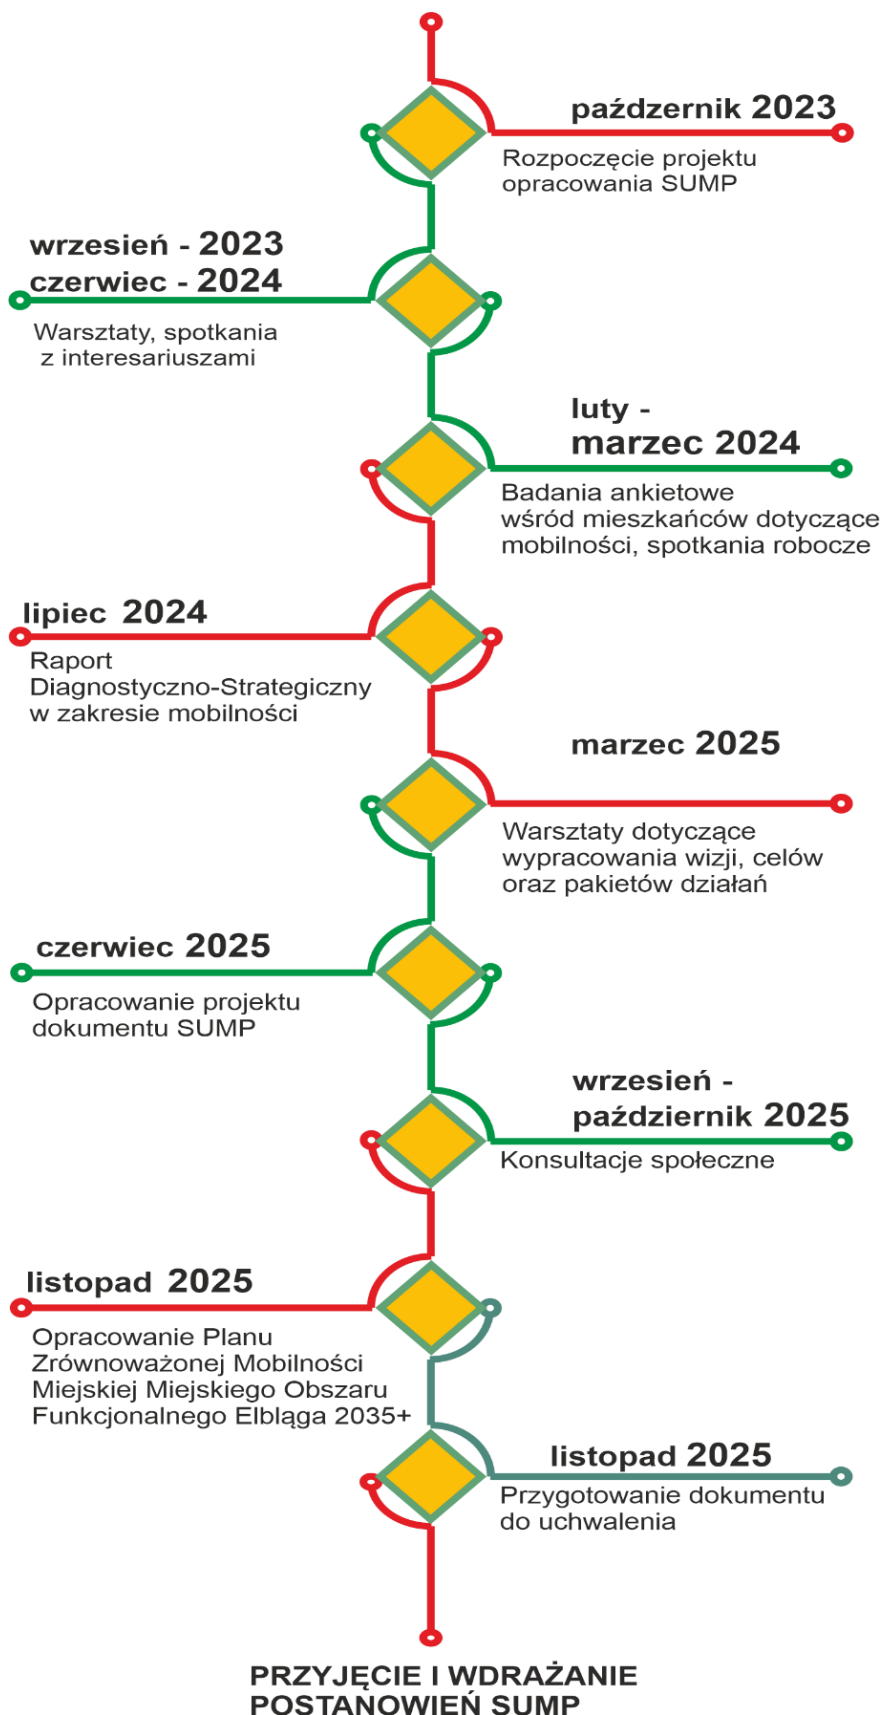 październik 2023
Rozpoczęcie projektu
opracowania SUMP
wrzesień - 2023
czerwiec - 2024
Warsztaty, spotkania
z interesariuszami
luty -
marzec 2024
Badania ankietowe
wśród mieszkańców dotyczące
mobilności, spotkania robocze
lipiec 2024
Raport
Diagnostyczno-Strategiczny
w zakresie mobilności
marzec 2025
Warsztaty dotyczące
wypracowania wizji, celów
oraz pakietów działań
czerwiec 2025
Opracowanie projektu
dokumentu SUMP
wrzesień -
październik 2025
Konsultacje społeczne
listopad 2025
Opracowanie Planu
Zrównoważonej Mobilności
Miejskiej Miejskiego Obszaru
Funkcjonalnego Elbląga 2035+
listopad 2025
Przygotowanie dokumentu
do uchwalenia
PRZYJĘCIE I WDRAŻANIE
POSTANOWIEŃ SUMP